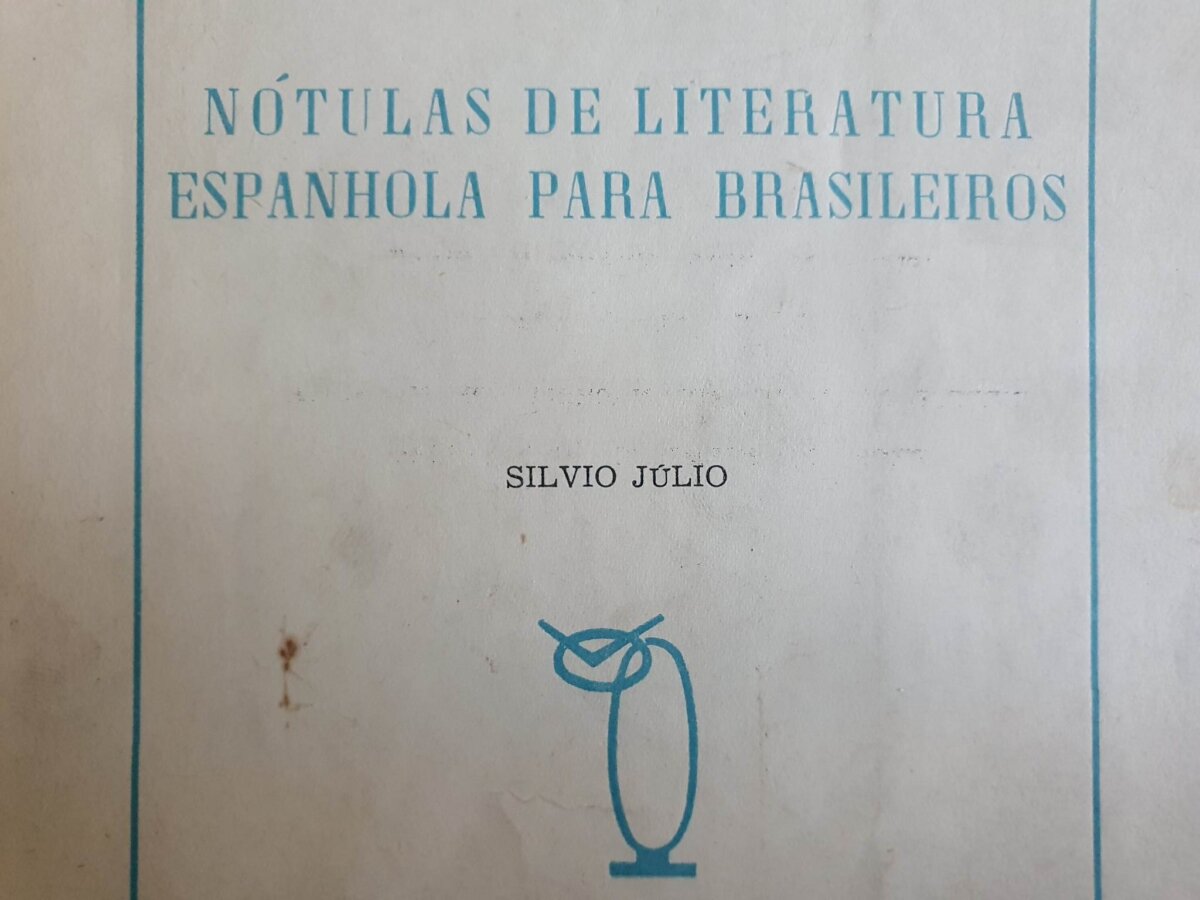 NÓTULAS DE LITERATURA
ESPANHOLA PARA BRASILEIROS
SILVIO JÚLIO